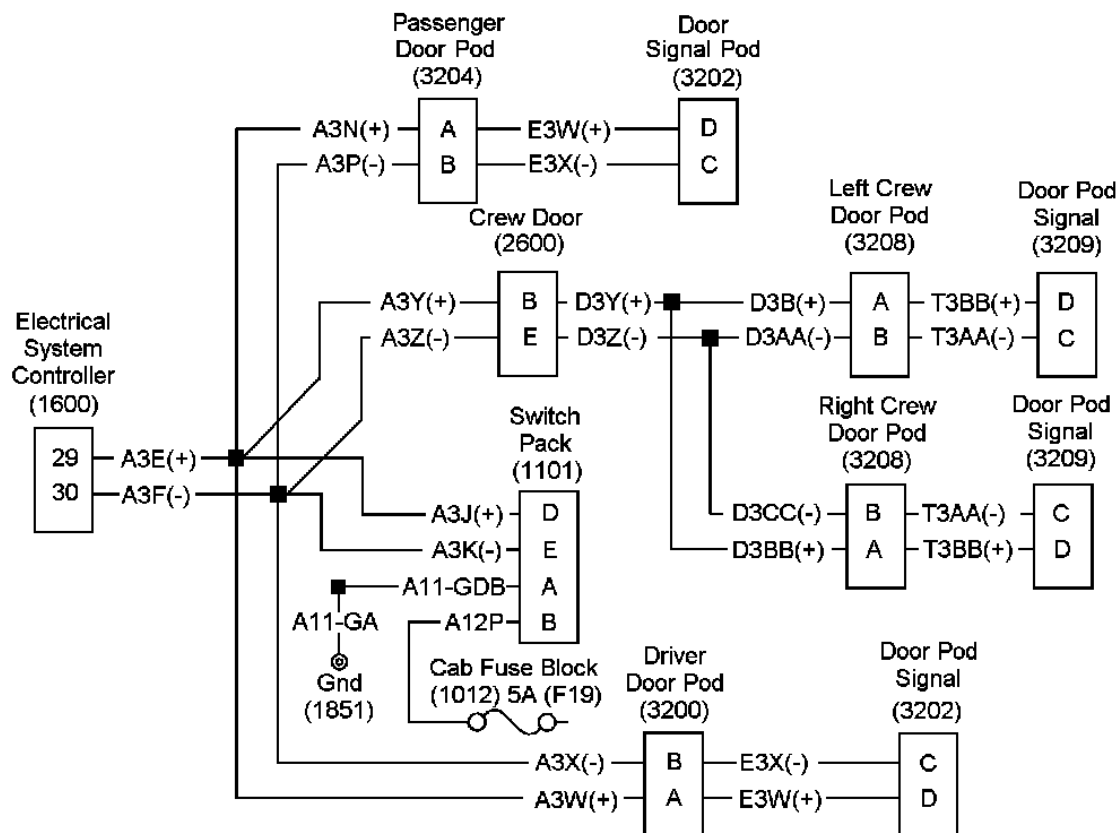 Passenger
Door Pod
(3204)
Door
Signal Pod
(3202)
A3N(+) A E3W(+) D
A3P(-) B E3X(-) C
Crew Door
(2600)
Left Crew
Door Pod
(3208)
Door Pod
Signal
(3209)
A3Y(+) B D3Y(+) D3B(+) A T3BB(+) D
A3Z(-) E D3Z(-) D3AA(-) B T3AA(-) C
Electrical
System
Controller
(1600)
29 A3E(+)
30 A3F(-)
Switch
Pack
(1101)
Right Crew
Door Pod
(3208)
Door Pod
Signal
(3209)
A3J(+) D
A3K(-) E
A11-GDB A
A12P B
D3CC(-) B T3AA(-) C
D3BB(+) A T3BB(+) D
A11-GA
Gnd
(1851)
Cab Fuse Block
(1012) 5A (F19)
Driver
Door Pod
(3200)
Door Pod
Signal
(3202)
A3X(-) B E3X(-) C
A3W(+) A E3W(+) D